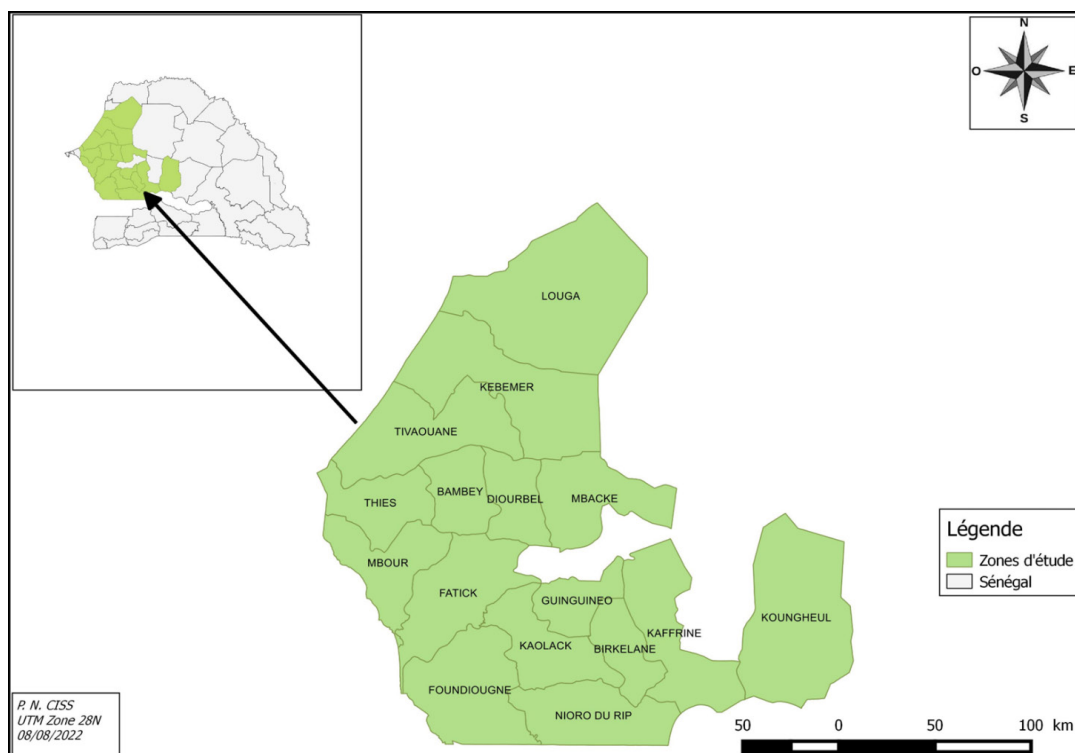 N
O
E
S
LOUGA
KEBEMER
TIVAOUANE
BAMBEY
DIOURBEL
MBACKE
THIES
MBOUR
FATICK
GUINGUINEO
KAOLACK
BIRKELANE
KAFFRINE
KOUNGHEUL
FOUNDIOUGNE
NIORO DU RIP
Légende
Zones d'étude
Sénégal
P. N. CISS
UTM Zone 28N
08/08/2022
50 0 50 100 km